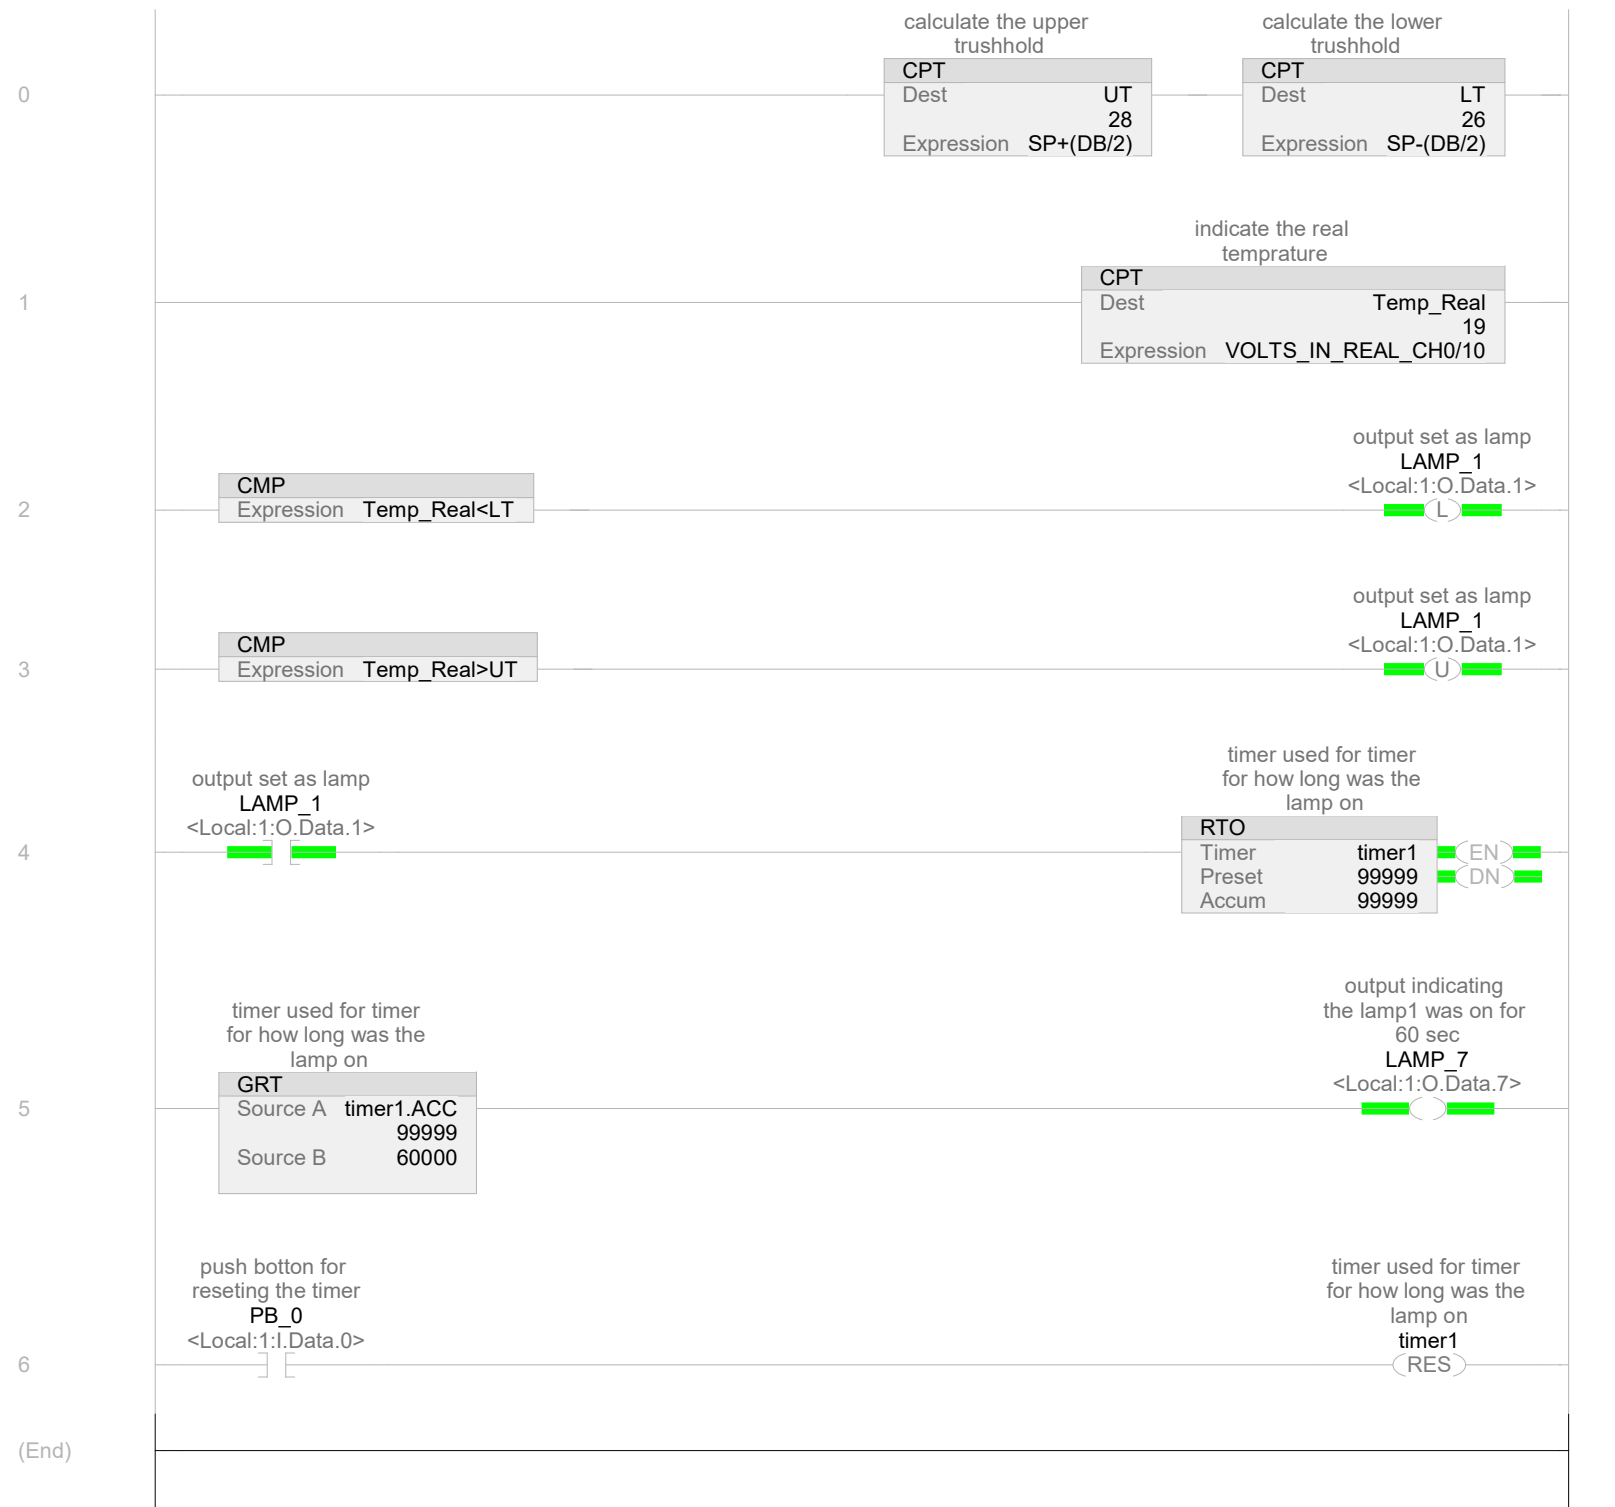 calculate the upper
trushhold
calculate the lower
trushhold
0
CPT
Dest UT
28
Expression SP+(DB/2)
CPT
Dest LT
26
Expression SP-(DB/2)
indicate the real
temprature
1
CPT
Dest Temp_Real
19
Expression VOLTS_IN_REAL_CH0/10
2
CMP
Expression Temp_Real<LT
output set as lamp
LAMP_1
<Local:1:O.Data.1>
L
3
CMP
Expression Temp_Real>UT
output set as lamp
LAMP_1
<Local:1:O.Data.1>
U
4
output set as lamp
LAMP_1
<Local:1:O.Data.1>
timer used for timer
for how long was the
lamp on
RTO
Timer timer1
Preset 99999
Accum 99999
EN
DN
5
timer used for timer
for how long was the
lamp on
GRT
Source A timer1.ACC
99999
Source B 60000
output indicating
the lamp1 was on for
60 sec
LAMP_7
<Local:1:O.Data.7>
6
push botton for
reseting the timer
PB_0
<Local:1:I.Data.0>
timer used for timer
for how long was the
lamp on
timer1
RES
(End)